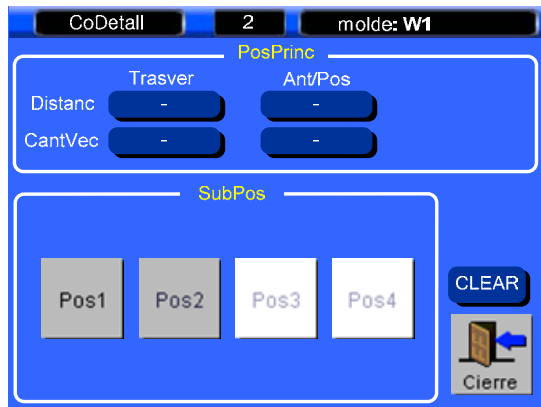 CoDetall 2 molde: W1
PosPrinc
Trasver Ant/Pos
Distanc - -
CantVec - -
SubPos
Pos1 Pos2 Pos3 Pos4
CLEAR
Cierre